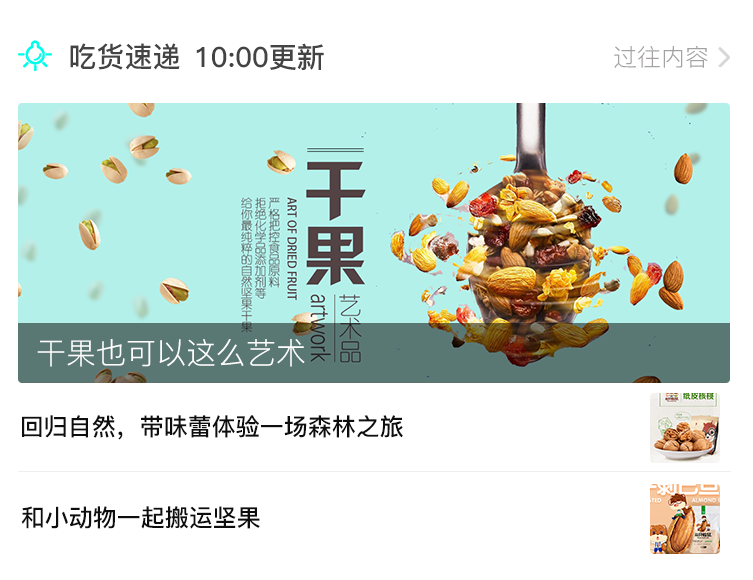 吃货速递 10:00更新
过往内容
干果
艺术品
artwork
ART OF DRIED FRUIT
严格把控食品原料
拒绝化学品添加剂等
给你最纯粹的自然坚果干果
干果也可以这么艺术
回归自然，带味蕾体验一场森林之旅
纸皮核桃
和小动物一起搬运坚果